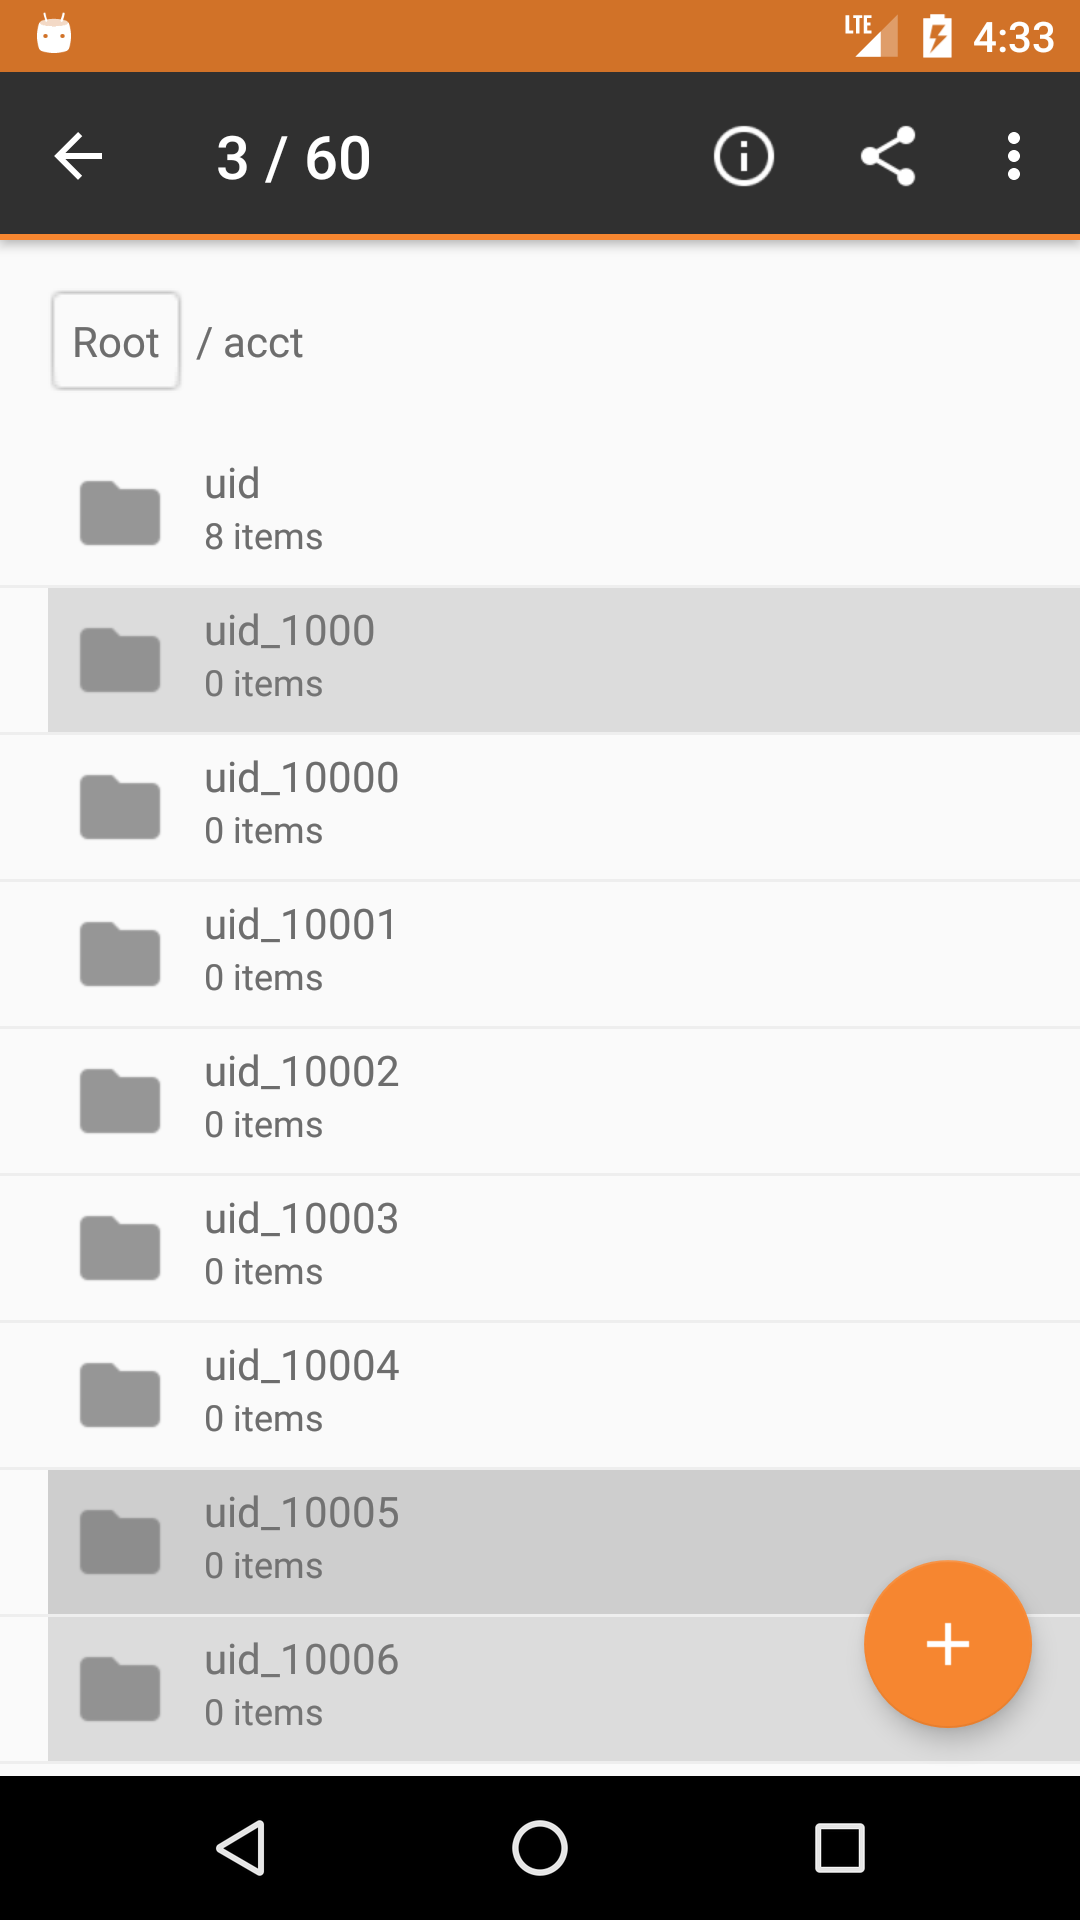 LTE 4:33
3 / 60
Root / acct
uid
8 items
uid_1000
0 items
uid_10000
0 items
uid_10001
0 items
uid_10002
0 items
uid_10003
0 items
uid_10004
0 items
uid_10005
0 items
uid_10006
0 items